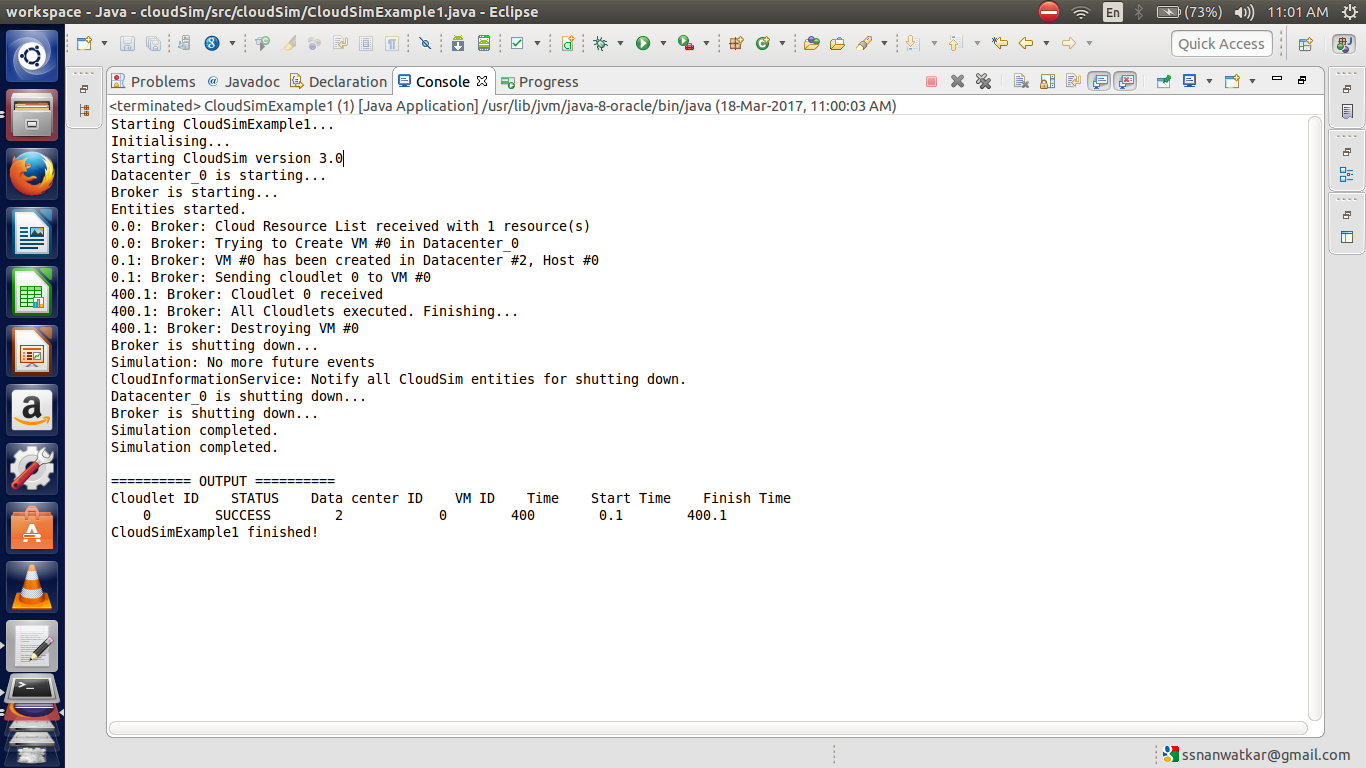 workspace - Java - cloudSim/src/cloudSim/CloudSimExample1.java - Eclipse
En
(73%)
11:01 AM
Quick Access
Problems
@ Javadoc
Declaration
Console
Progress
<terminated> CloudSimExample1 (1) [Java Application] /usr/lib/jvm/java-8-oracle/bin/java (18-Mar-2017, 11:00:03 AM)
Starting CloudSimExample1...
Initialising...
Starting CloudSim version 3.0
Datacenter_0 is starting...
Broker is starting...
Entities started.
0.0: Broker: Cloud Resource List received with 1 resource(s)
0.0: Broker: Trying to Create VM #0 in Datacenter_0
0.1: Broker: VM #0 has been created in Datacenter #2, Host #0
0.1: Broker: Sending cloudlet 0 to VM #0
400.1: Broker: Cloudlet 0 received
400.1: Broker: All Cloudlets executed. Finishing...
400.1: Broker: Destroying VM #0
Broker is shutting down...
Simulation: No more future events
CloudInformationService: Notify all CloudSim entities for shutting down.
Datacenter_0 is shutting down...
Broker is shutting down...
Simulation completed.
Simulation completed.
========== OUTPUT ==========
Cloudlet ID    STATUS    Data center ID    VM ID    Time    Start Time    Finish Time
    0        SUCCESS        2            0        400        0.1        400.1
CloudSimExample1 finished!
ssnanwatkar@gmail.com